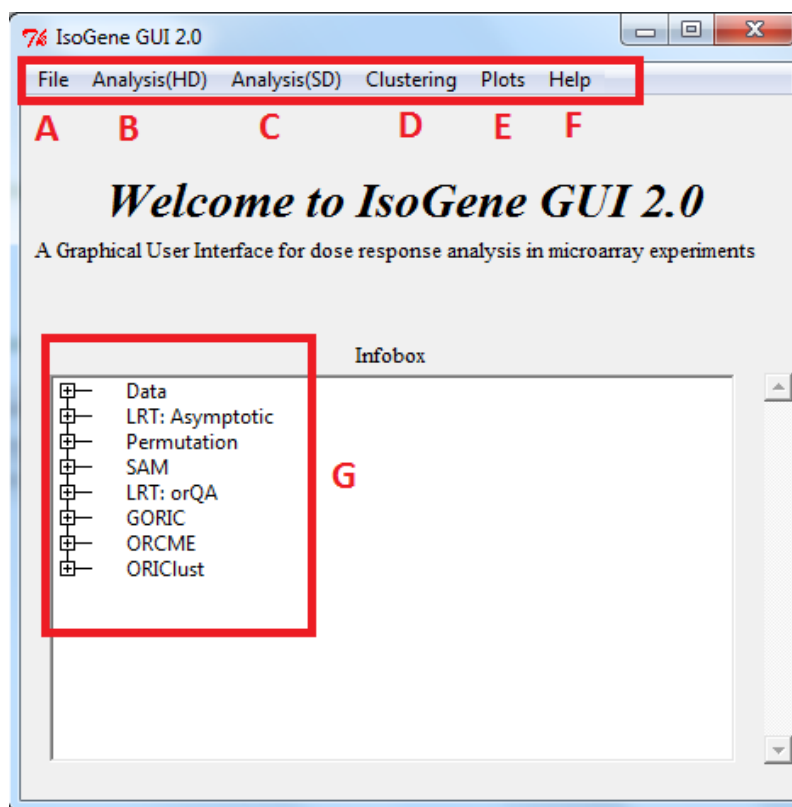 IsoGene GUI 2.0
File Analysis(HD) Analysis(SD) Clustering Plots Help
A B C D E F
Welcome to IsoGene GUI 2.0
A Graphical User Interface for dose response analysis in microarray experiments
Infobox
Data
LRT: Asymptotic
Permutation
SAM
G
LRT: orQA
GORIC
ORCME
ORIClust